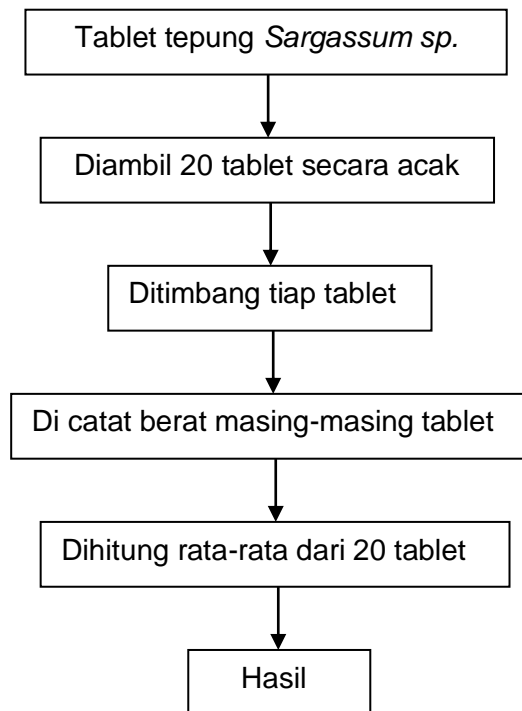 Tablet tepung Sargassum sp.
Diambil 20 tablet secara acak
Ditimbang tiap tablet
Di catat berat masing-masing tablet
Dihitung rata-rata dari 20 tablet
Hasil